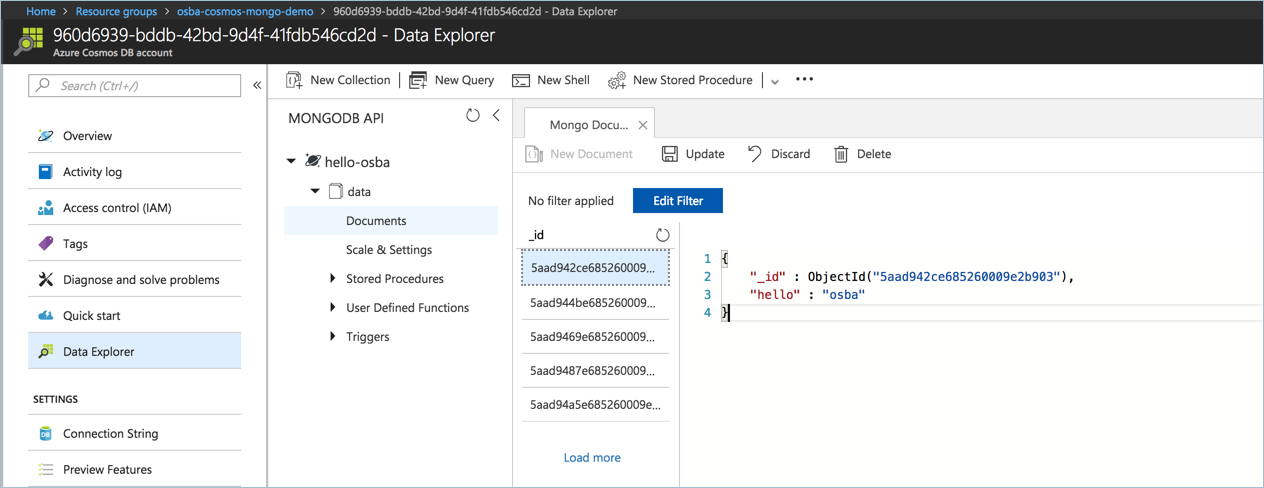 Home > Resource groups > osba-cosmos-mongo-demo > 960d6939-bddb-42bd-9d4f-41fdb546cd2d - Data Explorer
960d6939-bddb-42bd-9d4f-41fdb546cd2d - Data Explorer
Azure Cosmos DB account
Search (Ctrl+/)
«
Overview
Activity log
Access control (IAM)
Tags
Diagnose and solve problems
Quick start
Data Explorer
SETTINGS
Connection String
Preview Features
New Collection
New Query
New Shell
New Stored Procedure
•••
MONGODB API
hello-osba
data
Documents
Scale & Settings
Stored Procedures
User Defined Functions
Triggers
Mongo Docu...
New Document
Update
Discard
Delete
No filter applied
Edit Filter
_id
5aad942ce685260009...
5aad944be685260009...
5aad9469e685260009...
5aad9487e685260009...
5aad94a5e685260009e...
Load more
1 {
2 "_id" : ObjectId("5aad942ce685260009e2b903"),
3 "hello" : "osba"
4 }